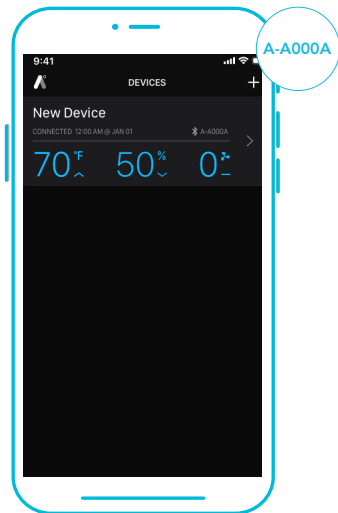 A-A000A
9:41
DEVICES +
New Device
CONNECTED 12:00 AM @ JAN 01 A-A000A
70°F 50% 0